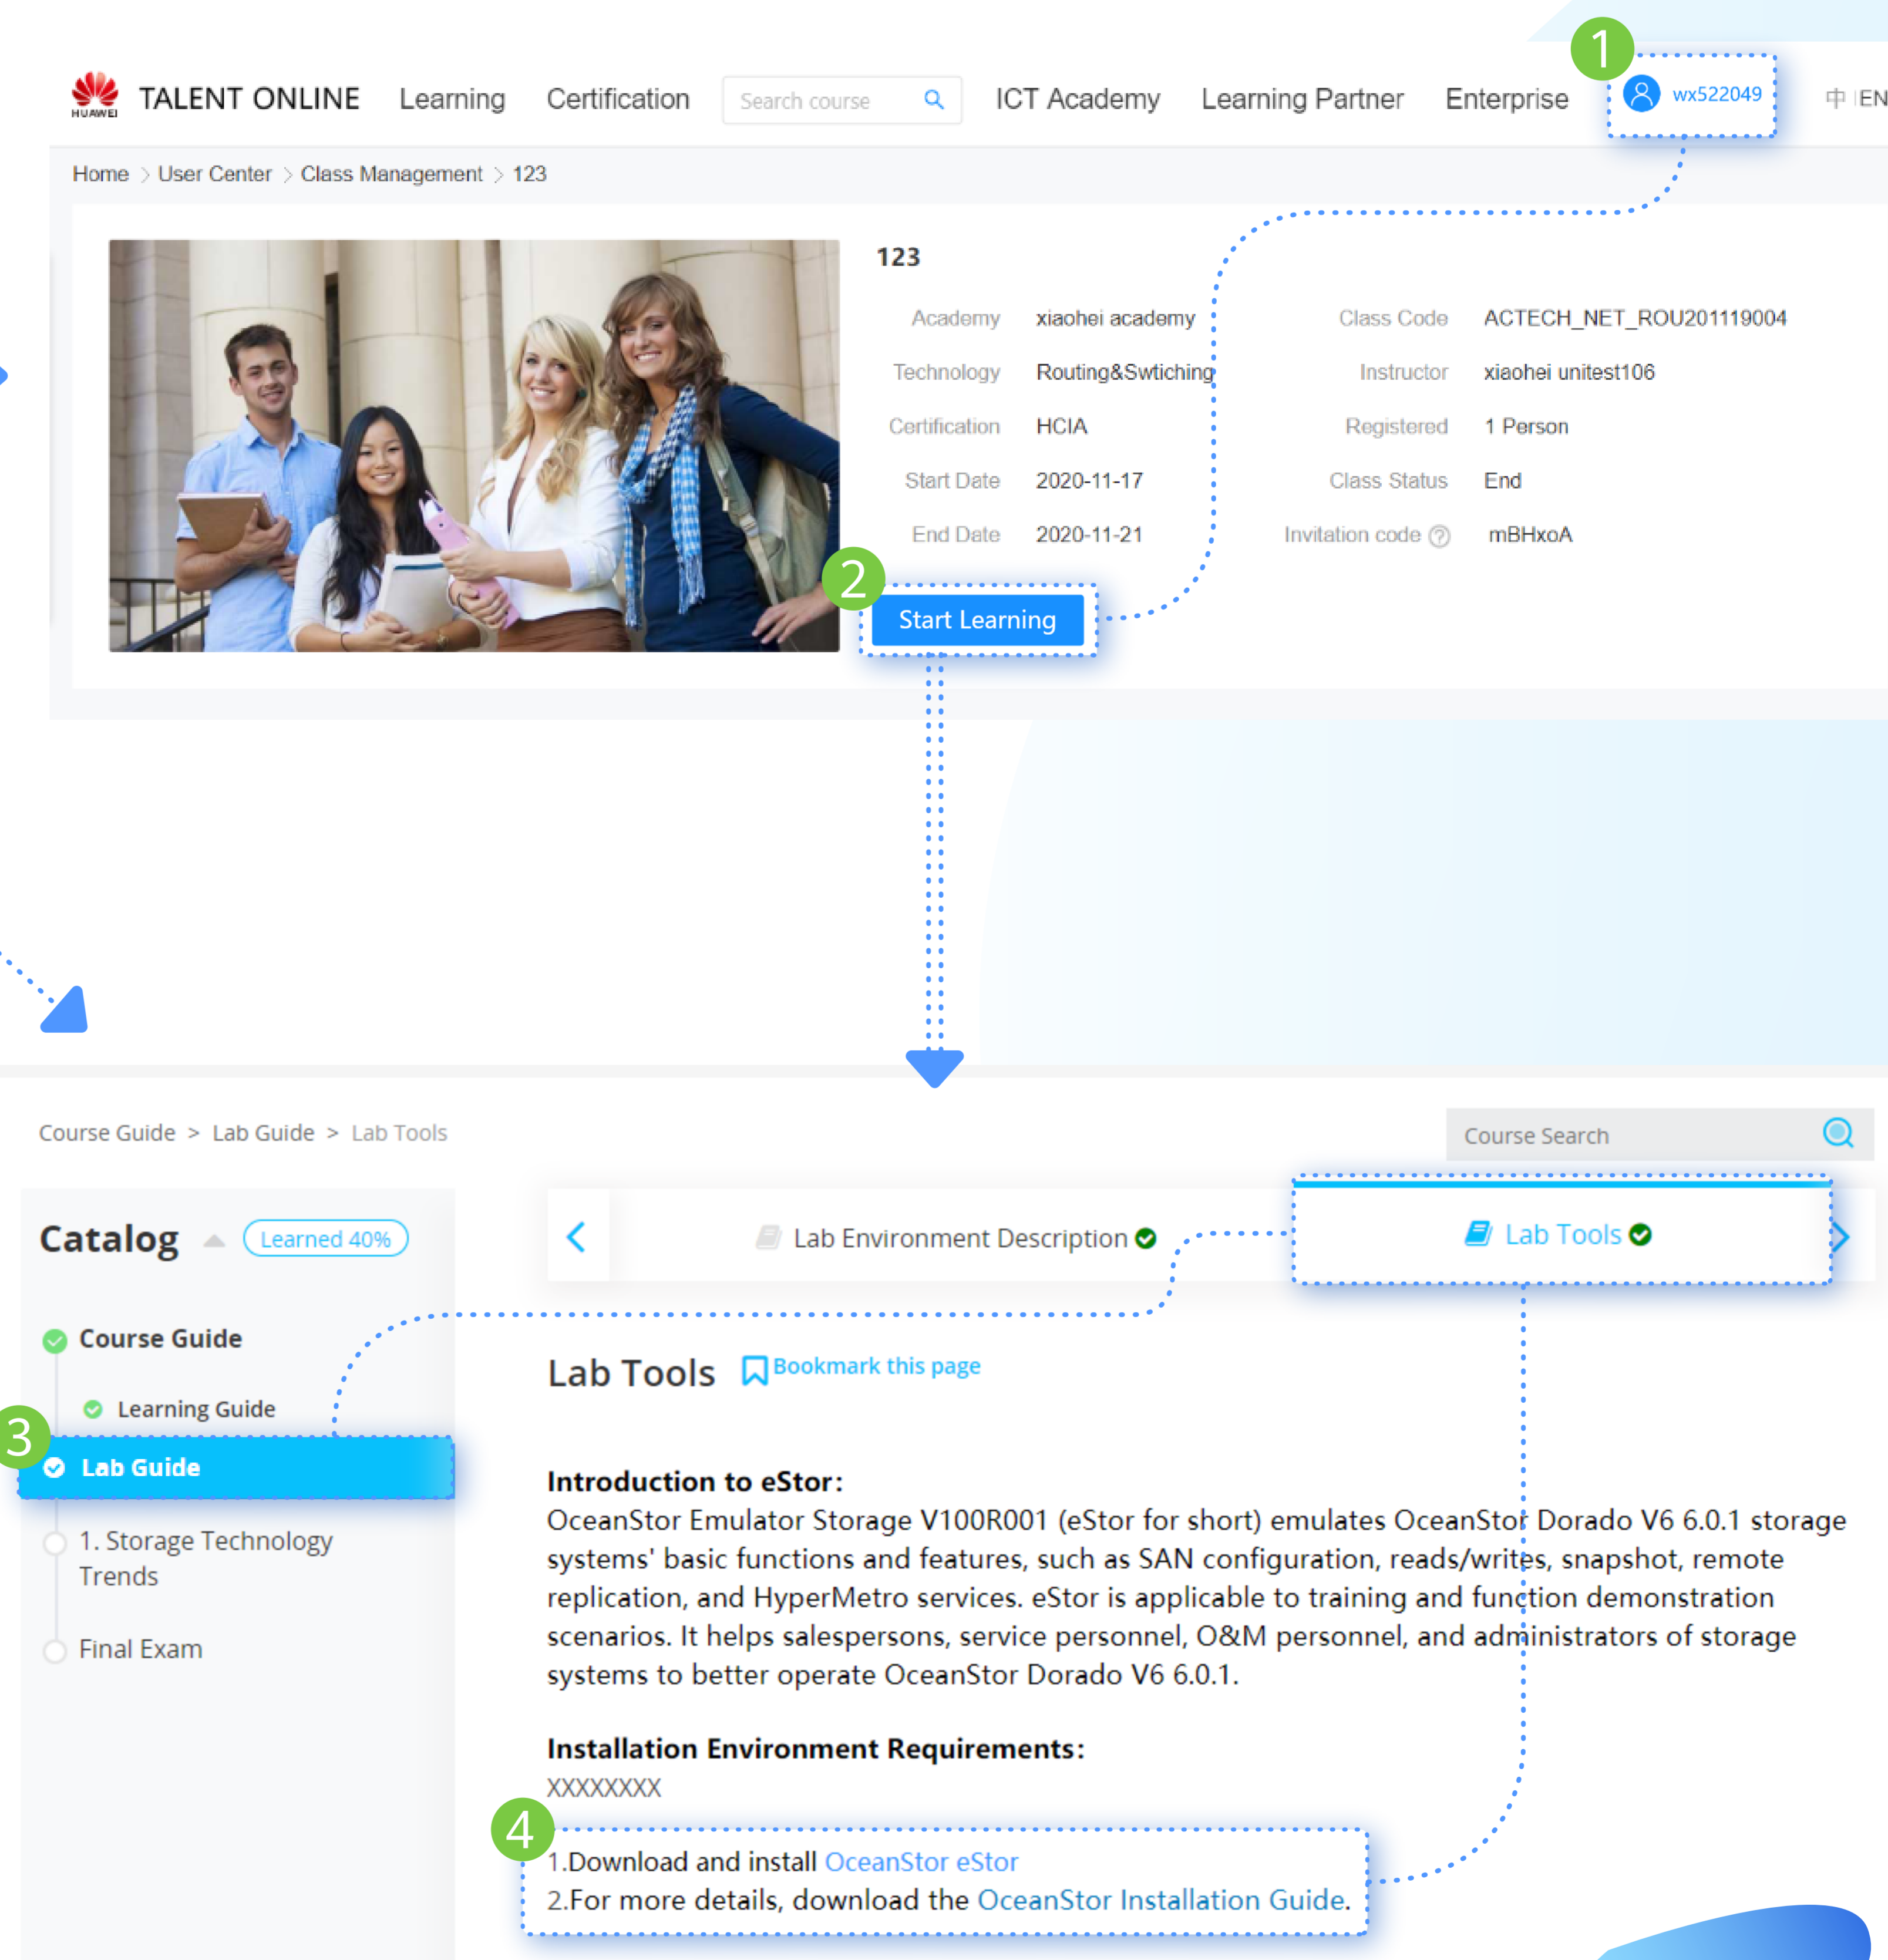 1
HUAWEI TALENT ONLINE Learning Certification Search course ICT Academy Learning Partner Enterprise wx522049 中 | EN
Home > User Center > Class Management > 123
123
Academy xiaohei academy Class Code ACTECH_NET_ROU201119004
Technology Routing&Swtiching Instructor xiaohei unitest106
Certification HCIA Registered 1 Person
Start Date 2020-11-17 Class Status End
End Date 2020-11-21 Invitation code ? mBHxoA
2
Start Learning
Course Guide > Lab Guide > Lab Tools
Course Search
Catalog Learned 40%
Lab Environment Description
Lab Tools
Course Guide
Learning Guide
3
Lab Guide
1. Storage Technology
Trends
Final Exam
Lab Tools Bookmark this page
Introduction to eStor:
OceanStor Emulator Storage V100R001 (eStor for short) emulates OceanStor Dorado V6 6.0.1 storage
systems' basic functions and features, such as SAN configuration, reads/writes, snapshot, remote
replication, and HyperMetro services. eStor is applicable to training and function demonstration
scenarios. It helps salespersons, service personnel, O&M personnel, and administrators of storage
systems to better operate OceanStor Dorado V6 6.0.1.
Installation Environment Requirements:
XXXXXXXX
4
1.Download and install OceanStor eStor
2.For more details, download the OceanStor Installation Guide.